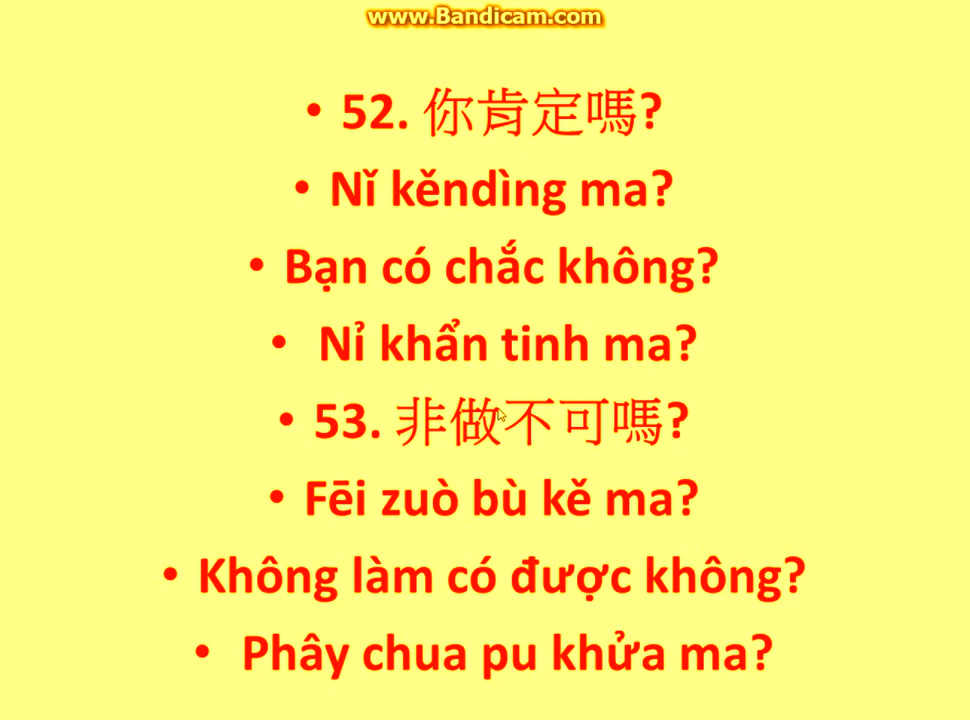 www.Bandicam.com
• 52. 你肯定嗎?
• Nǐ kěndìng ma?
• Bạn có chắc không?
• Nỉ khẩn tinh ma?
• 53. 非做不可嗎?
• Fēi zuò bù kě ma?
• Không làm có được không?
• Phây chua pu khửa ma?